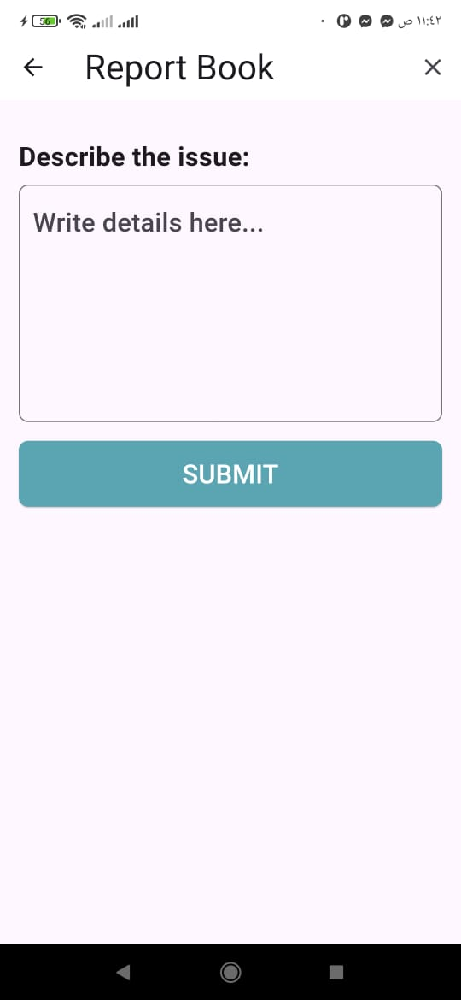 56 ص ١١:٤٢
Report Book
Describe the issue:
Write details here...
SUBMIT